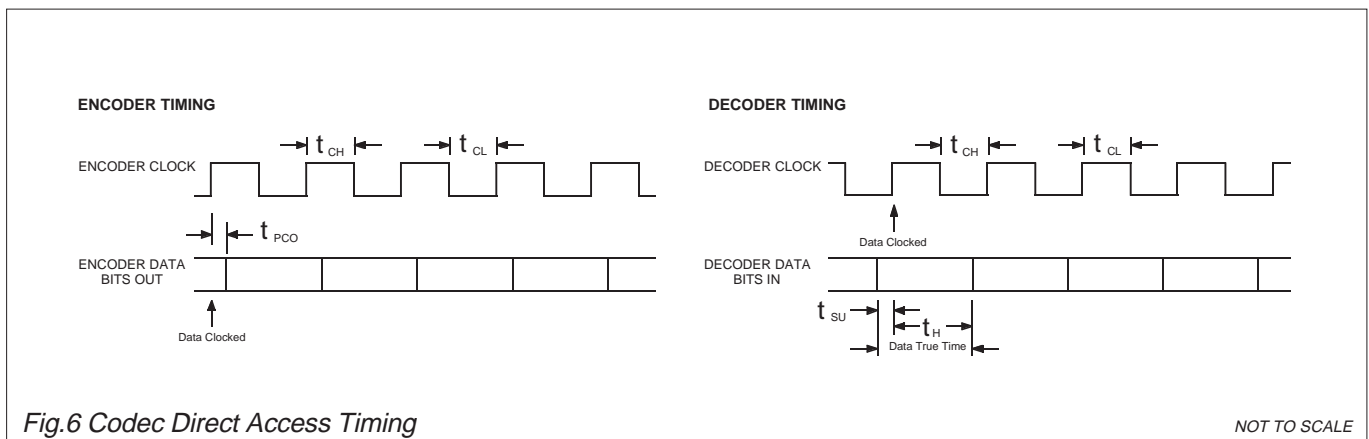 ENCODER TIMING
t CH
t CL
ENCODER CLOCK
t PCO
ENCODER DATA
BITS OUT
Data Clocked
DECODER TIMING
t CH
t CL
DECODER CLOCK
Data Clocked
DECODER DATA
BITS IN
t SU
t H
Data True Time
Fig.6 Codec Direct Access Timing
NOT TO SCALE